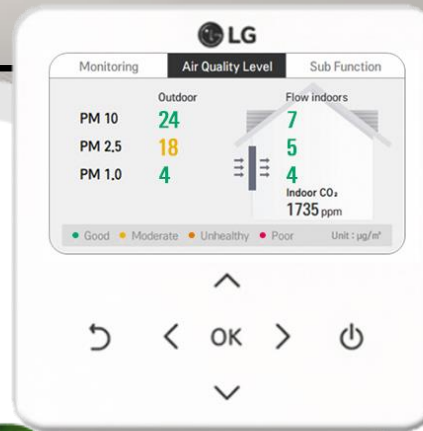 LG
Monitoring Air Quality Level Sub Function
Outdoor Flow indoors
PM 10 24 7
PM 2.5 18 5
PM 1.0 4 4
Indoor CO₂
1735 ppm
Good Moderate Unhealthy Poor Unit : μg/㎥
OK